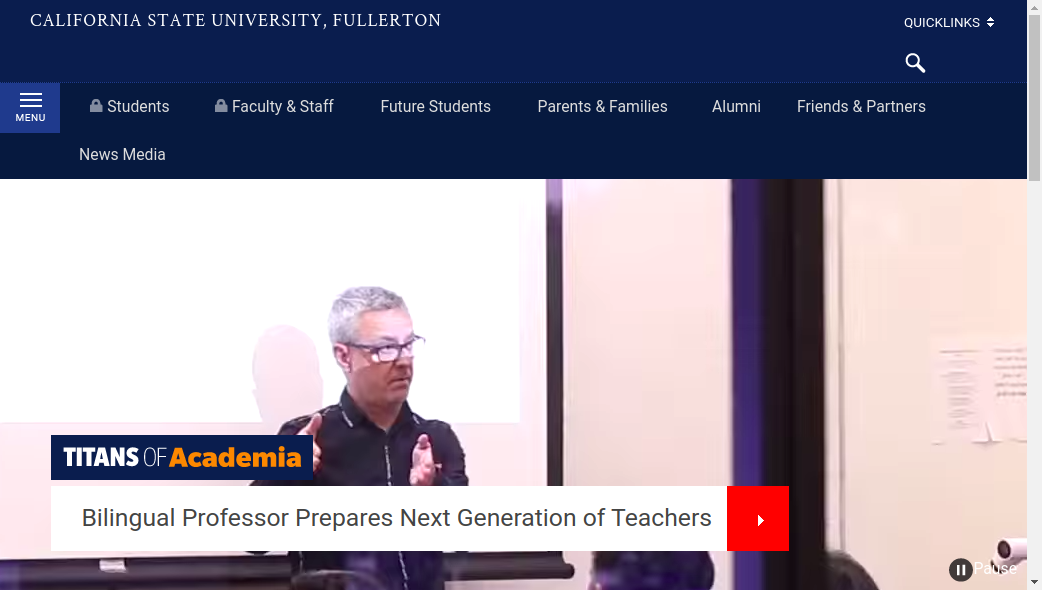 CALIFORNIA STATE UNIVERSITY, FULLERTON
QUICKLINKS
MENU
Students
Faculty & Staff
Future Students
Parents & Families
Alumni
Friends & Partners
News Media
TITANS OF Academia
Bilingual Professor Prepares Next Generation of Teachers
Pause